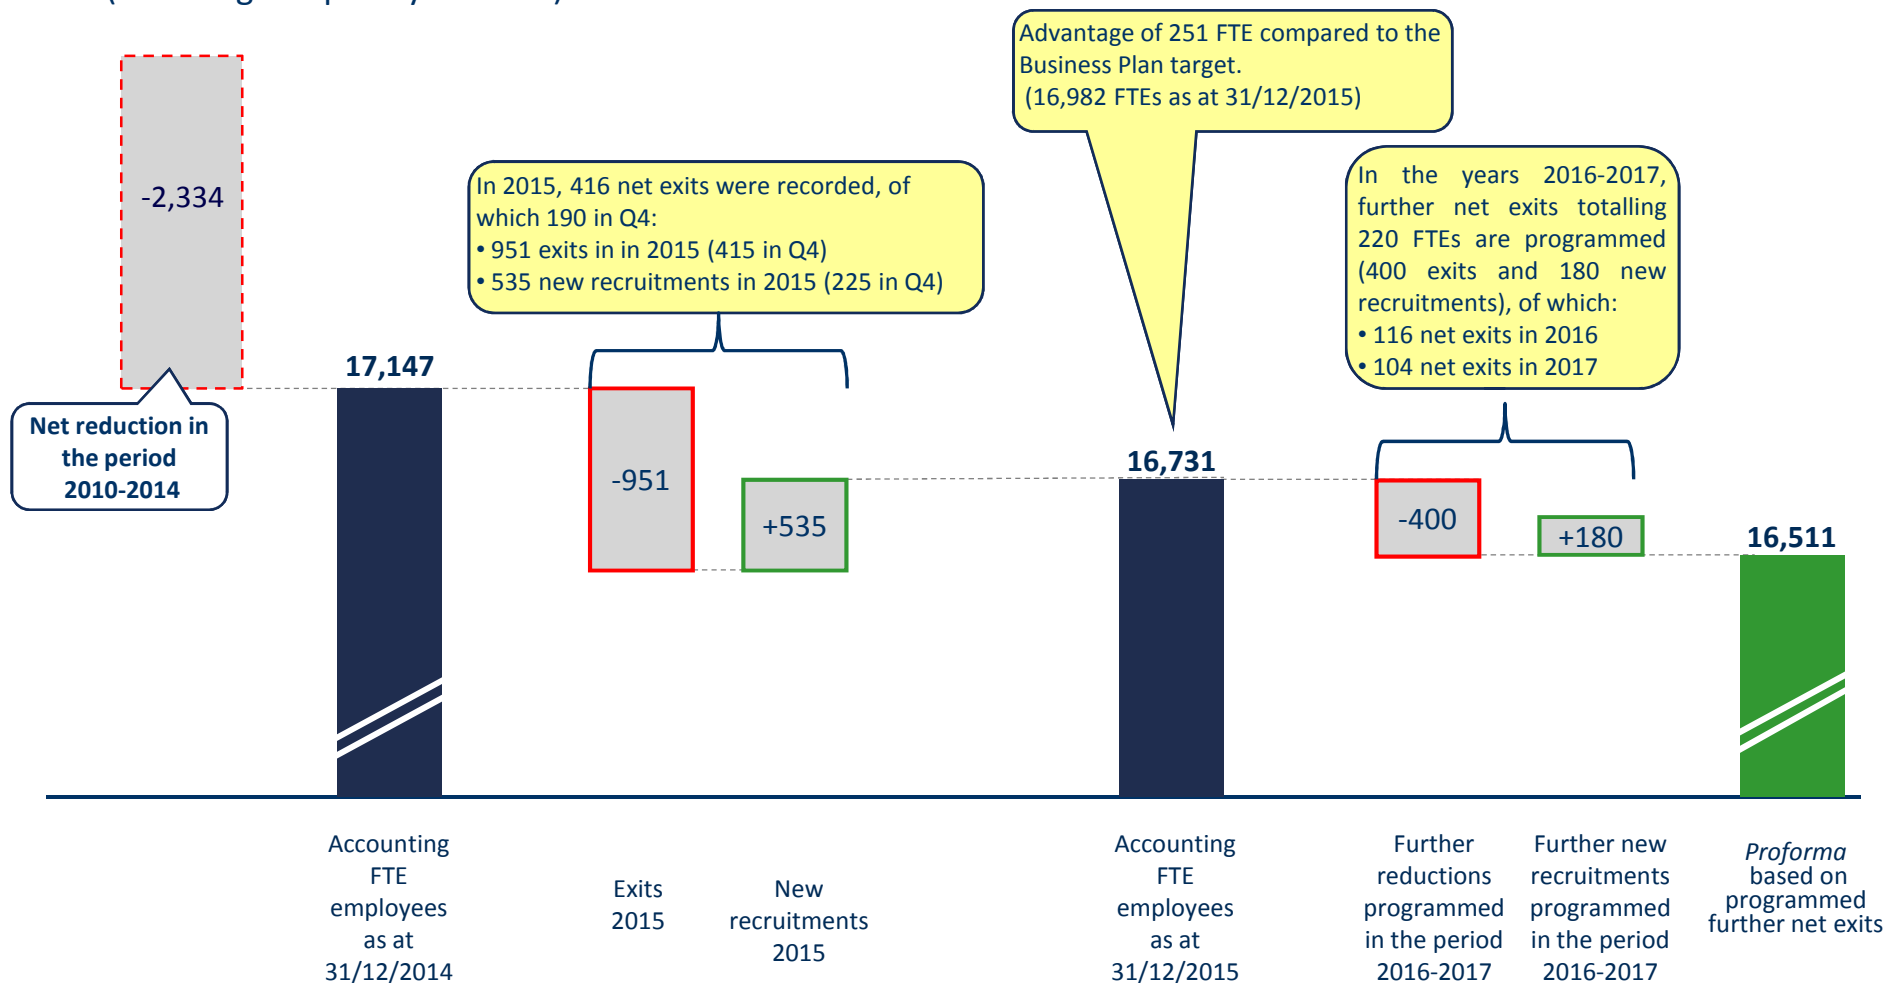 -2,334
Net reduction in
the period
2010-2014
17,147
In 2015, 416 net exits were recorded, of
which 190 in Q4:
• 951 exits in in 2015 (415 in Q4)
• 535 new recruitments in 2015 (225 in Q4)
-951
+535
Advantage of 251 FTE compared to the
Business Plan target.
(16,982 FTEs as at 31/12/2015)
16,731
In the years 2016-2017,
further net exits totalling
220 FTEs are programmed
(400 exits and 180 new
recruitments), of which:
• 116 net exits in 2016
• 104 net exits in 2017
-400
+180
16,511
Accounting
FTE
employees
as at
31/12/2014
Exits
2015
New
recruitments
2015
Accounting
FTE
employees
as at
31/12/2015
Further
reductions
programmed
in the period
2016-2017
Further new
recruitments
programmed
in the period
2016-2017
Proforma
based on
programmed
further net exits